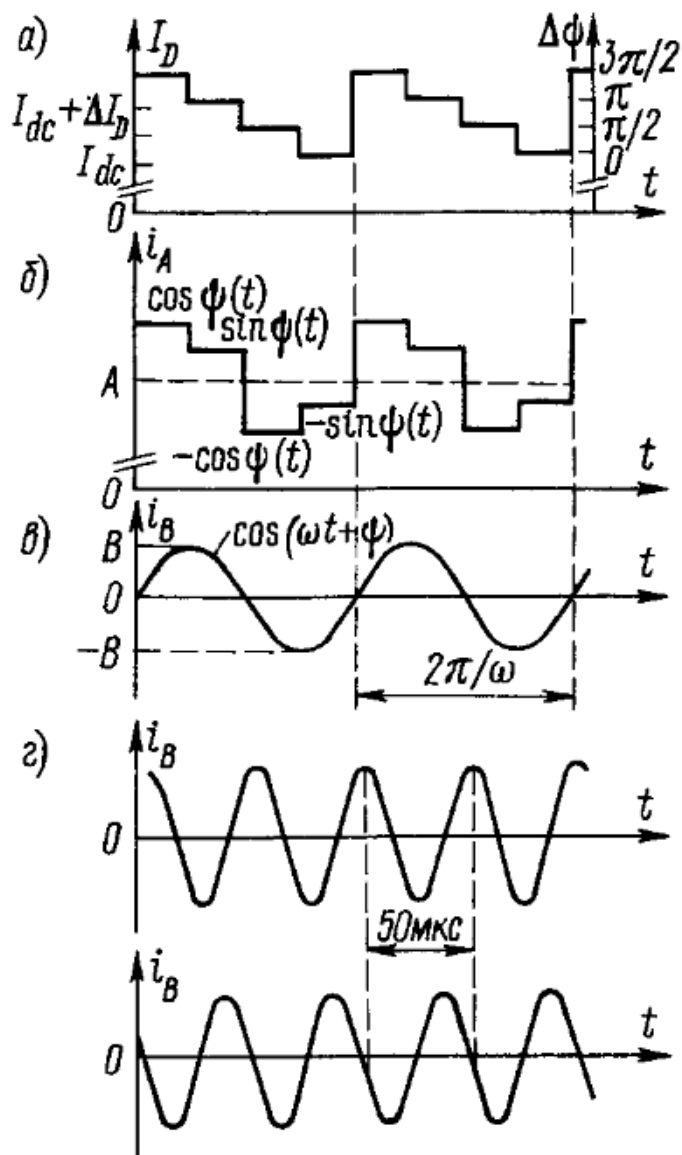 а)
I_D
Δψ
3π/2
I_dc + ΔI_D
π
π/2
I_dc
0
0
t
б)
i_A
cos ψ(t)
sin ψ(t)
A
-sin ψ(t)
-cos ψ(t)
0
t
в)
i_B
B
cos(ωt+ψ)
0
t
-B
2π/ω
г)
i_B
0
t
50мкс
i_B
0
t